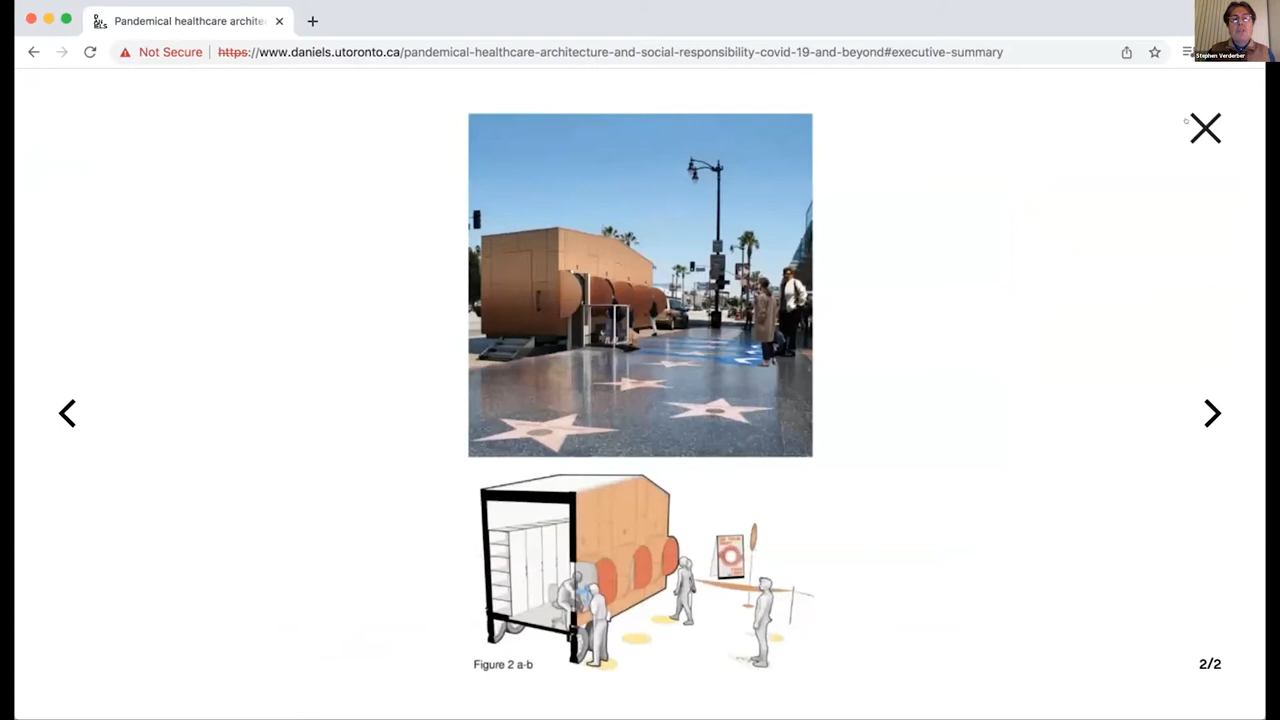 Pandemical healthcare archite
Not Secure https://www.daniels.utoronto.ca/pandemical-healthcare-architecture-and-social-responsibility-covid-19-and-beyond#executive-summary
Stephen Verderber
Figure 2 a-b
2/2